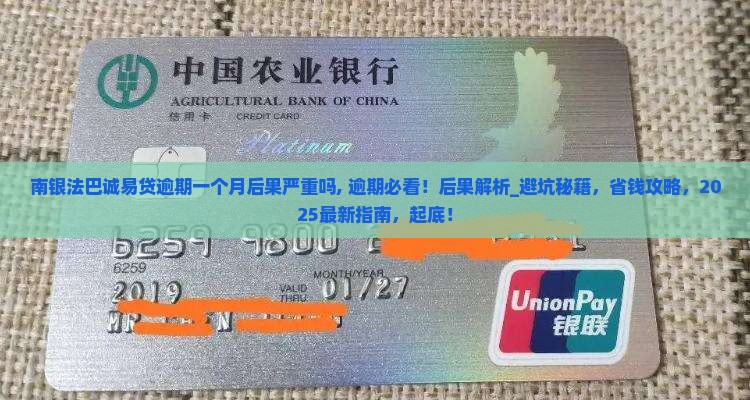 中国农业银行
AGRICULTURAL BANK OF CHINA
信用卡 CREDIT CARD
Platinum
南银法巴诚易贷逾期一个月后果严重吗, 逾期必看！后果解析_避坑秘籍，省钱攻略，20
25最新指南，起底！
6259 9800
6259
MONTH/YEAR
2019 VALID THRU 01/27
UnionPay
银联